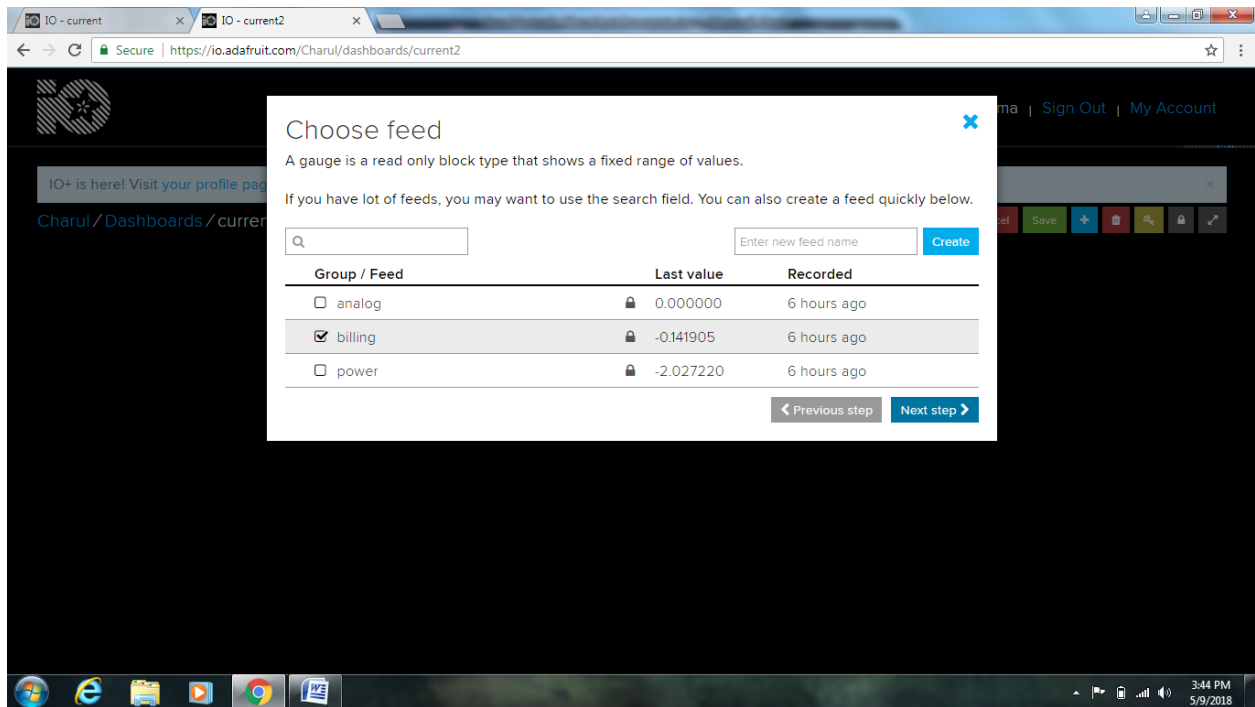 IO - current
IO - current2
Secure | https://io.adafruit.com/Charul/dashboards/current2
ma | Sign Out | My Account
Choose feed
A gauge is a read only block type that shows a fixed range of values.
IO+ is here! Visit your profile pag
If you have lot of feeds, you may want to use the search field. You can also create a feed quickly below.
Charul / Dashboards / curren
cel Save
Enter new feed name Create
Group / Feed Last value Recorded
analog 0.000000 6 hours ago
billing -0.141905 6 hours ago
power -2.027220 6 hours ago
Previous step Next step
3:44 PM
5/9/2018